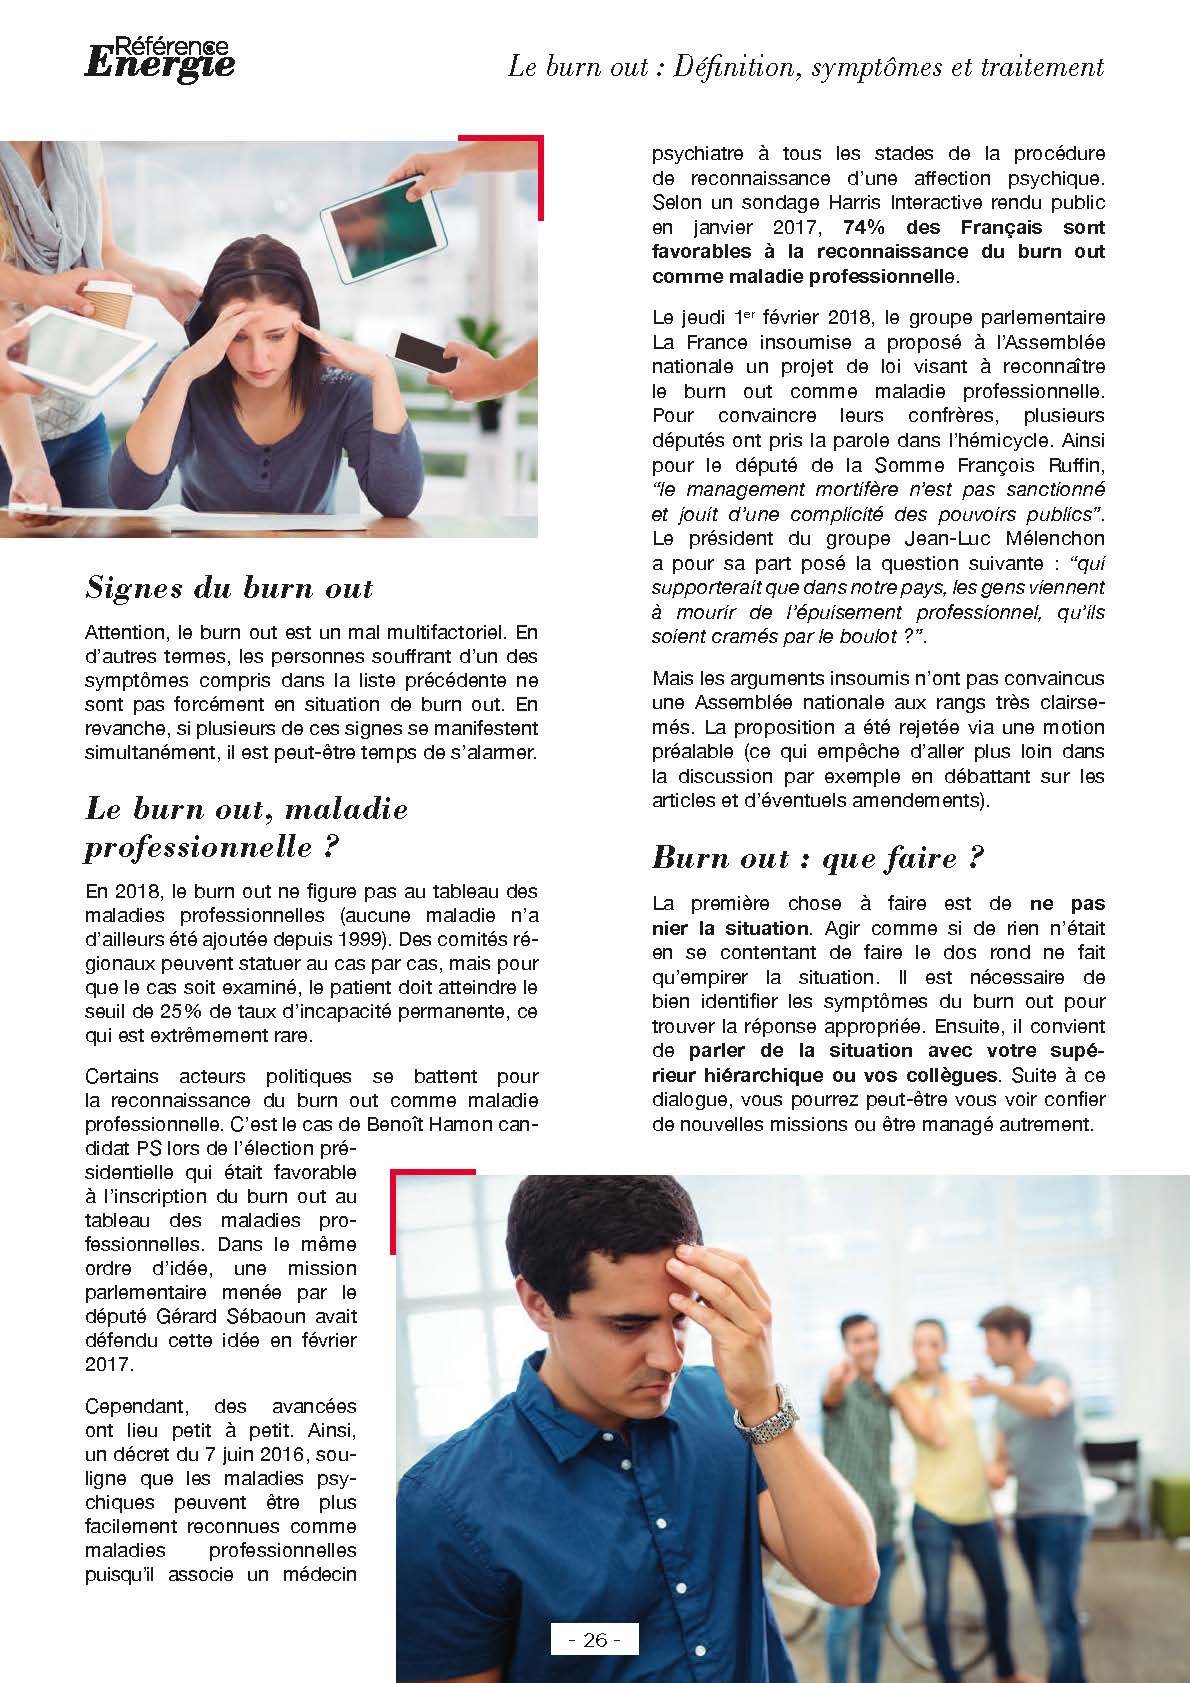 Référence
Energie
Le burn out : Définition, symptômes et traitement
Signes du burn out
Attention, le burn out est un mal multifactoriel. En
d'autres termes, les personnes souffrant d'un des
symptômes compris dans la liste précédente ne
sont pas forcément en situation de burn out. En
revanche, si plusieurs de ces signes se manifestent
simultanément, il est peut-être temps de s'alarmer.
Le burn out, maladie
professionnelle ?
En 2018, le burn out ne figure pas au tableau des
maladies professionnelles (aucune maladie n'a
d'ailleurs été ajoutée depuis 1999). Des comités ré-
gionaux peuvent statuer au cas par cas, mais pour
que le cas soit examiné, le patient doit atteindre le
seuil de 25% de taux d'incapacité permanente, ce
qui est extrêmement rare.
Certains acteurs politiques se battent pour
la reconnaissance du burn out comme maladie
professionnelle. C'est le cas de Benoît Hamon can-
didat PS lors de l'élection pré-
sidentielle qui était favorable
à l'inscription du burn out au
tableau des maladies pro-
fessionnelles. Dans le même
ordre d'idée, une mission
parlementaire menée par le
député Gérard Sébaoun avait
défendu cette idée en février
2017.
Cependant, des avancées
ont lieu petit à petit. Ainsi,
un décret du 7 juin 2016, sou-
ligne que les maladies psy-
chiques peuvent être plus
facilement reconnues comme
maladies professionnelles
puisqu'il associe un médecin
psychiatre à tous les stades de la procédure
de reconnaissance d'une affection psychique.
Selon un sondage Harris Interactive rendu public
en janvier 2017, 74% des Français sont
favorables à la reconnaissance du burn out
comme maladie professionnelle.
Le jeudi 1er février 2018, le groupe parlementaire
La France insoumise a proposé à l'Assemblée
nationale un projet de loi visant à reconnaître
le burn out comme maladie professionnelle.
Pour convaincre leurs confrères, plusieurs
députés ont pris la parole dans l'hémicycle. Ainsi
pour le député de la Somme François Ruffin,
“le management mortifère n'est pas sanctionné
et jouit d'une complicité des pouvoirs publics”.
Le président du groupe Jean-Luc Mélenchon
a pour sa part posé la question suivante : “qui
supporterait que dans notre pays, les gens viennent
à mourir de l'épuisement professionnel, qu'ils
soient cramés par le boulot ?”.
Mais les arguments insoumis n'ont pas convaincus
une Assemblée nationale aux rangs très clairse-
més. La proposition a été rejetée via une motion
préalable (ce qui empêche d'aller plus loin dans
la discussion par exemple en débattant sur les
articles et d'éventuels amendements).
Burn out : que faire ?
La première chose à faire est de ne pas
nier la situation. Agir comme si de rien n'était
en se contentant de faire le dos rond ne fait
qu'empirer la situation. Il est nécessaire de
bien identifier les symptômes du burn out pour
trouver la réponse appropriée. Ensuite, il convient
de parler de la situation avec votre supé-
rieur hiérarchique ou vos collègues. Suite à ce
dialogue, vous pourrez peut-être vous voir confier
de nouvelles missions ou être managé autrement.
- 26 -